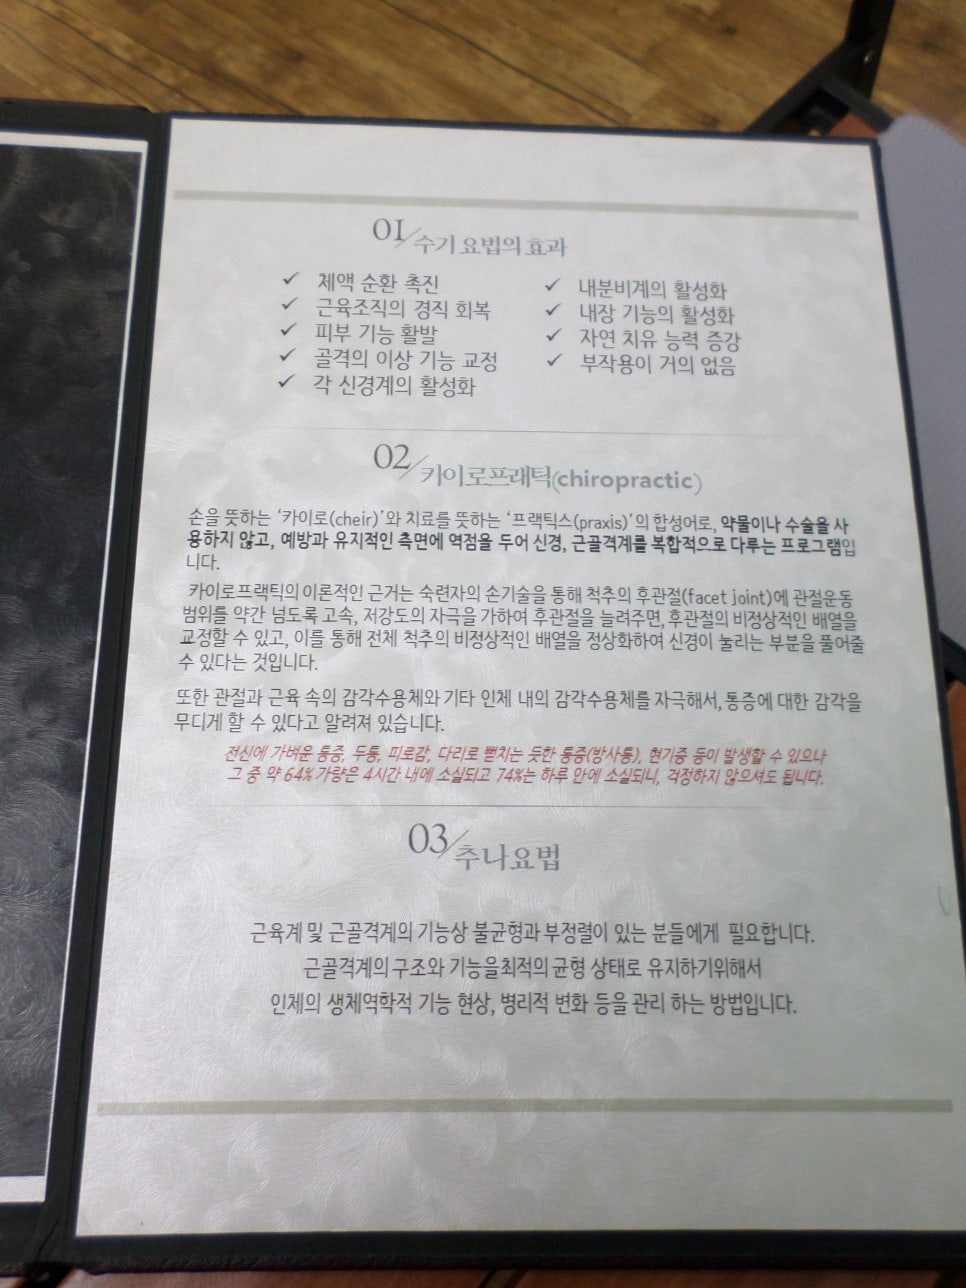 01/수기 요법의 효과
✓ 체액 순환 촉진
✓ 근육조직의 경직 회복
✓ 피부 기능 활발
✓ 골격의 이상 기능 교정
✓ 각 신경계의 활성화
✓ 내분비계의 활성화
✓ 내장 기능의 활성화
✓ 자연 치유 능력 증강
✓ 부작용이 거의 없음
02/카이로프래틱(chiropractic)
손을 뜻하는 '카이로(cheir)'와 치료를 뜻하는 '프랙틱스(praxis)'의 합성어로, 약물이나 수술을 사
용하지 않고, 예방과 유지적인 측면에 역점을 두어 신경, 근골격계를 복합적으로 다루는 프로그램입
니다.
카이로프랙틱의 이론적인 근거는 숙련자의 손기술을 통해 척추의 후관절(facet joint)에 관절운동
범위를 약간 넘도록 고속, 저강도의 자극을 가하여 후관절을 늘려주면, 후관절의 비정상적인 배열을
교정할 수 있고, 이를 통해 전체 척추의 비정상적인 배열을 정상화하여 신경이 눌리는 부분을 풀어줄
수 있다는 것입니다.
또한 관절과 근육 속의 감각수용체와 기타 인체 내의 감각수용체를 자극해서, 통증에 대한 감각을
무디게 할 수 있다고 알려져 있습니다.
전신에 가벼운 통증, 두통, 피로감, 다리로 뻗치는 듯한 통증(방사통), 현기증 등이 발생할 수 있으나
그 중 약 64% 가량은 4시간 내에 소실되고 74%는 하루 안에 소실되니, 걱정하지 않으셔도 됩니다.
03/추나요법
근육계 및 근골격계의 기능상 불균형과 부정렬이 있는 분들에게 필요합니다.
근골격계의 구조와 기능을최적의 균형 상태로 유지하기위해서
인체의 생체역학적 기능 현상, 병리적 변화 등을 관리 하는 방법입니다.